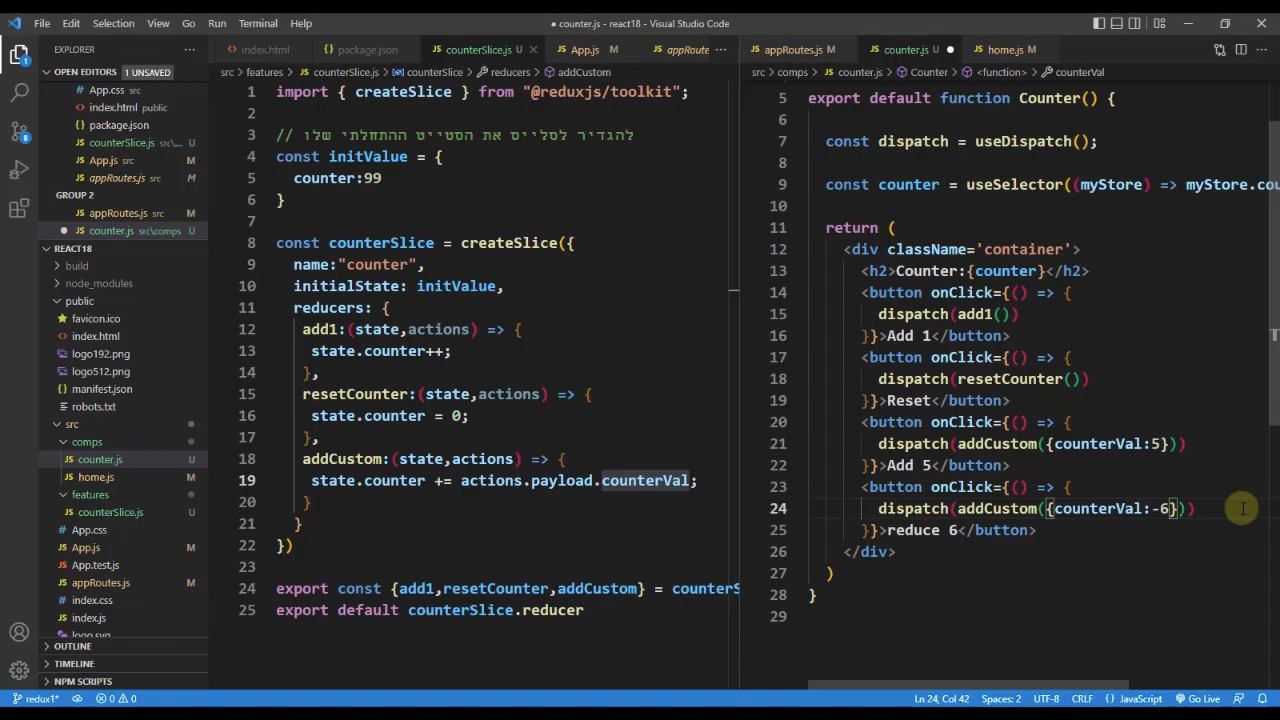 File Edit Selection View Go Run Terminal Help
● counter.js - react18 - Visual Studio Code
EXPLORER
OPEN EDITORS 1 UNSAVED
App.css
index.html public
package.json
counterSlice.js src\...
App.js src
appRoutes.js src
GROUP 2
appRoutes.js src
counter.js src\comps
REACT18
build
node_modules
public
favicon.ico
index.html
logo192.png
logo512.png
manifest.json
robots.txt
src
comps
counter.js U
home.js M
features
counterSlice.js U
App.css
App.js M
App.test.js
appRoutes.js M
index.css
index.js
logo.svg
OUTLINE
TIMELINE
NPM SCRIPTS
index.html package.json counterSlice.js U App.js M appRoute
src > features > counterSlice.js > counterSlice > reducers > addCustom
1 import { createSlice } from "@reduxjs/toolkit";
2
3 // להגדיר לסלייס את הסטייט ההתחלתי שלו
4 const initValue = {
5 counter:99
6 }
7
8 const counterSlice = createSlice({
9 name:"counter",
10 initialState: initValue,
11 reducers: {
12 add1:(state,actions) => {
13 state.counter++;
14 },
15 resetCounter:(state,actions) => {
16 state.counter = 0;
17 },
18 addCustom:(state,actions) => {
19 state.counter += actions.payload.counterVal;
20 }
21 }
22 })
23
24 export const {add1,resetCounter,addCustom} = counterS
25 export default counterSlice.reducer
appRoutes.js M counter.js U home.js M
src > comps > counter.js > Counter > <function> > counterVal
5 export default function Counter() {
6
7 const dispatch = useDispatch();
8
9 const counter = useSelector((myStore) => myStore.cou
10
11 return (
12 <div className='container'>
13 <h2>Counter:{counter}</h2>
14 <button onClick={() => {
15 dispatch(add1())
16 }}>Add 1</button>
17 <button onClick={() => {
18 dispatch(resetCounter())
19 }}>Reset</button>
20 <button onClick={() => {
21 dispatch(addCustom({counterVal:5}))
22 }}>Add 5</button>
23 <button onClick={() => {
24 dispatch(addCustom({counterVal:-6}))
25 }}>reduce 6</button>
26 </div>
27 )
28 }
29
redux1* 0 0 Ln 24, Col 42 Spaces: 2 UTF-8 CRLF {} JavaScript Go Live